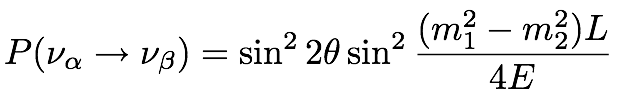 P(ν_α → ν_β) = sin² 2θ sin² (m₁² − m₂²)L / 4E